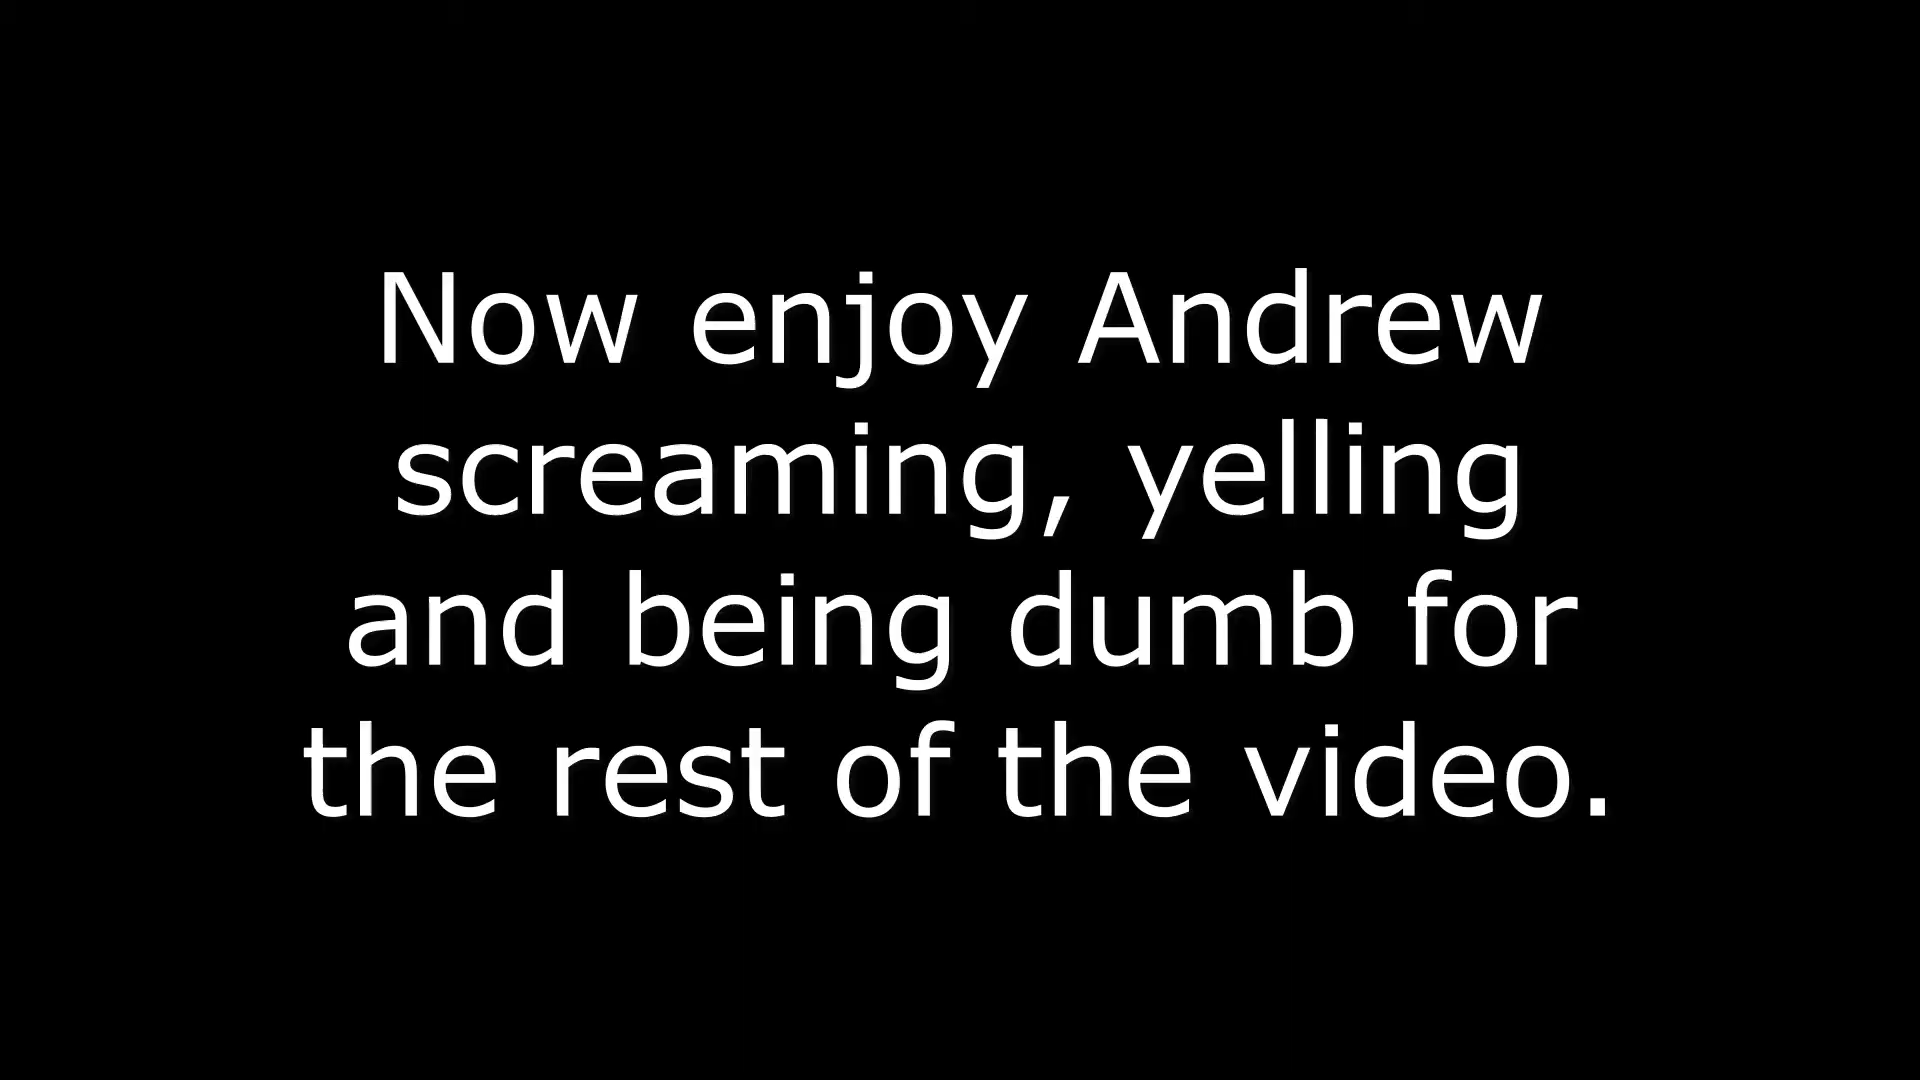 Now enjoy Andrew
screaming, yelling
and being dumb for
the rest of the video.